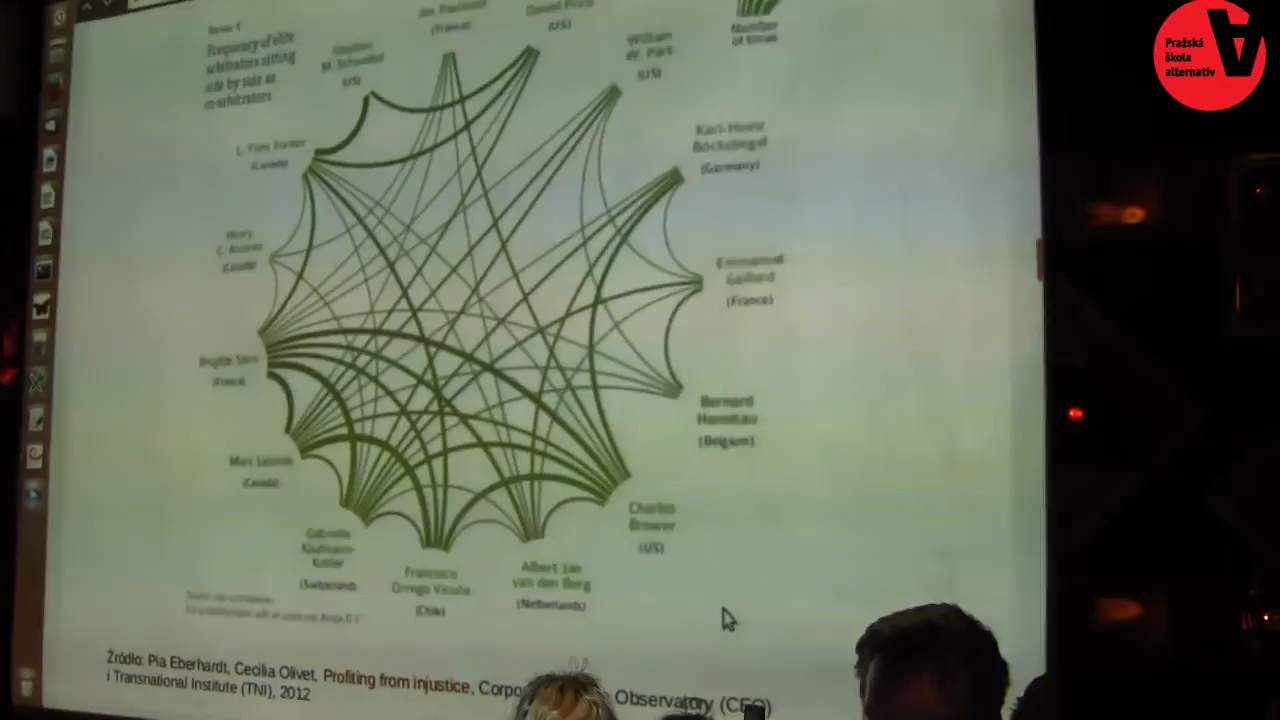 Pražská
škola
alternativ
Frequency of elite
arbitrators sitting
side by side as
co-arbitrators
(France)
(US)
Number
of times
William
W. Park
(US)
(US)
L. Yves Fortier
(Canada)
Karl-Heinz
Böckstiegel
(Germany)
Henry
(Canada)
Emmanuel
Gaillard
(France)
Brigitte Stern
(France)
Bernard
Hanotiau
(Belgium)
Marc Lalonde
(Canada)
Charles
Brower
(US)
Gabrielle
Kaufmann-
Kohler
(Switzerland)
Francisco
Orrego Vicuña
(Chile)
Albert Jan
van den Berg
(Netherlands)
Źródło: Pia Eberhardt, Cecilia Olivet, Profiting from injustice, Observatory (CEO)
i Transnational Institute (TNI), 2012